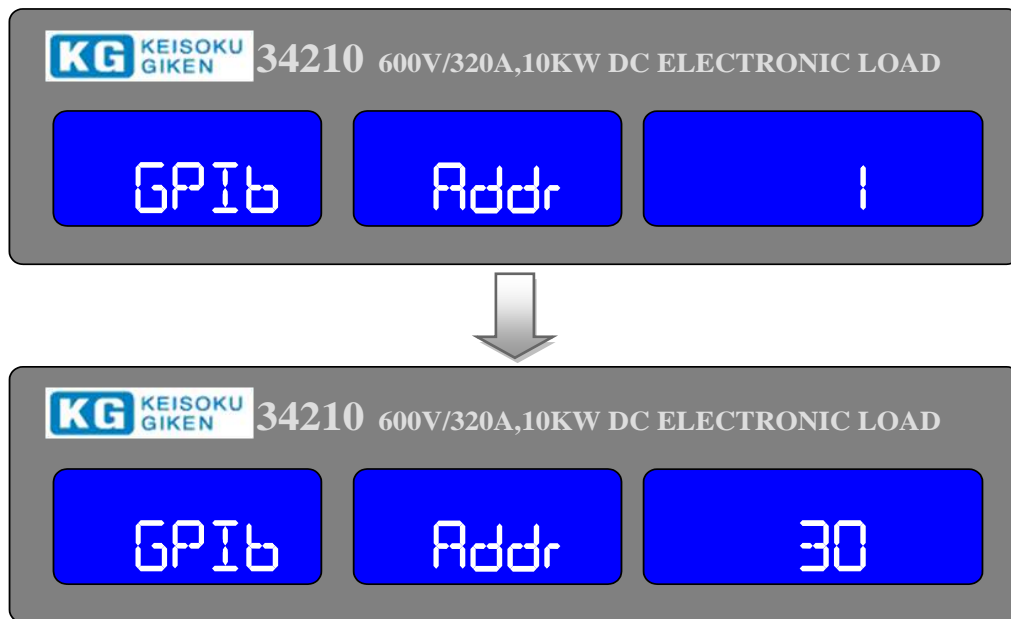 KG KEISOKU GIKEN 34210 600V/320A,10KW DC ELECTRONIC LOAD
GPIb Addr 1
KG KEISOKU GIKEN 34210 600V/320A,10KW DC ELECTRONIC LOAD
GPIb Addr 30